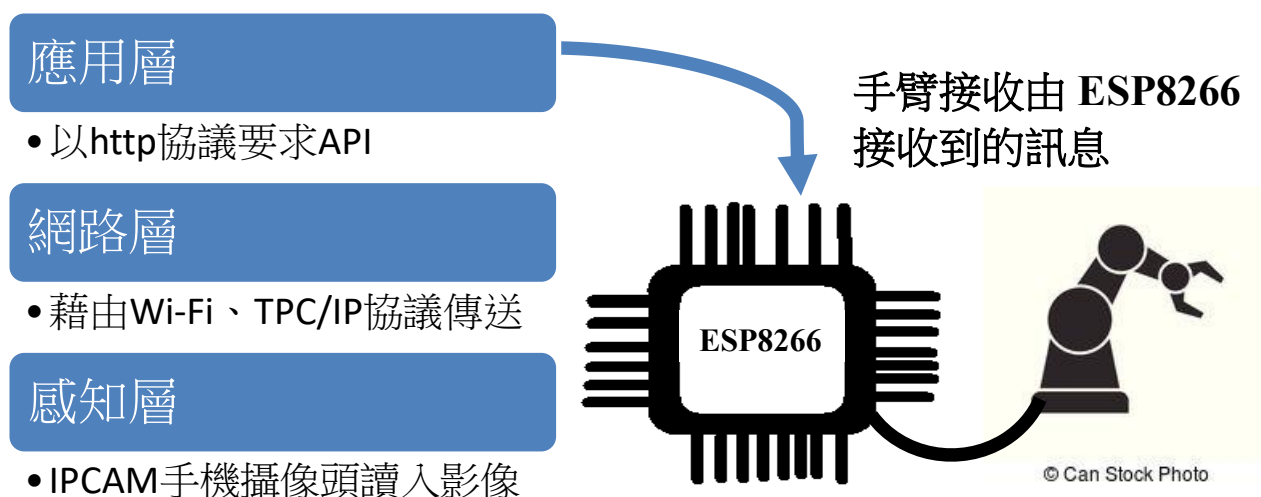 應用層
•以http協議要求API
網路層
•藉由Wi-Fi、TPC/IP協議傳送
感知層
•IPCAM手機攝像頭讀入影像
手臂接收由 ESP8266
接收到的訊息
ESP8266
© Can Stock Photo